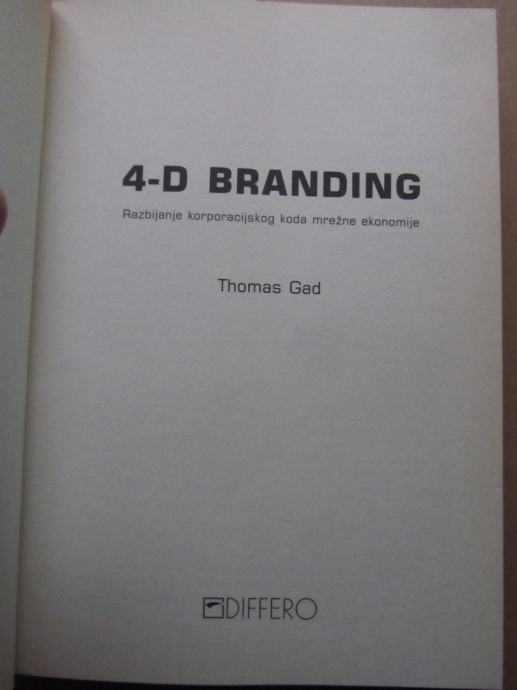 4-D BRANDING
Razbijanje korporacijskog koda mrežne ekonomije
Thomas Gad
DIFFERO